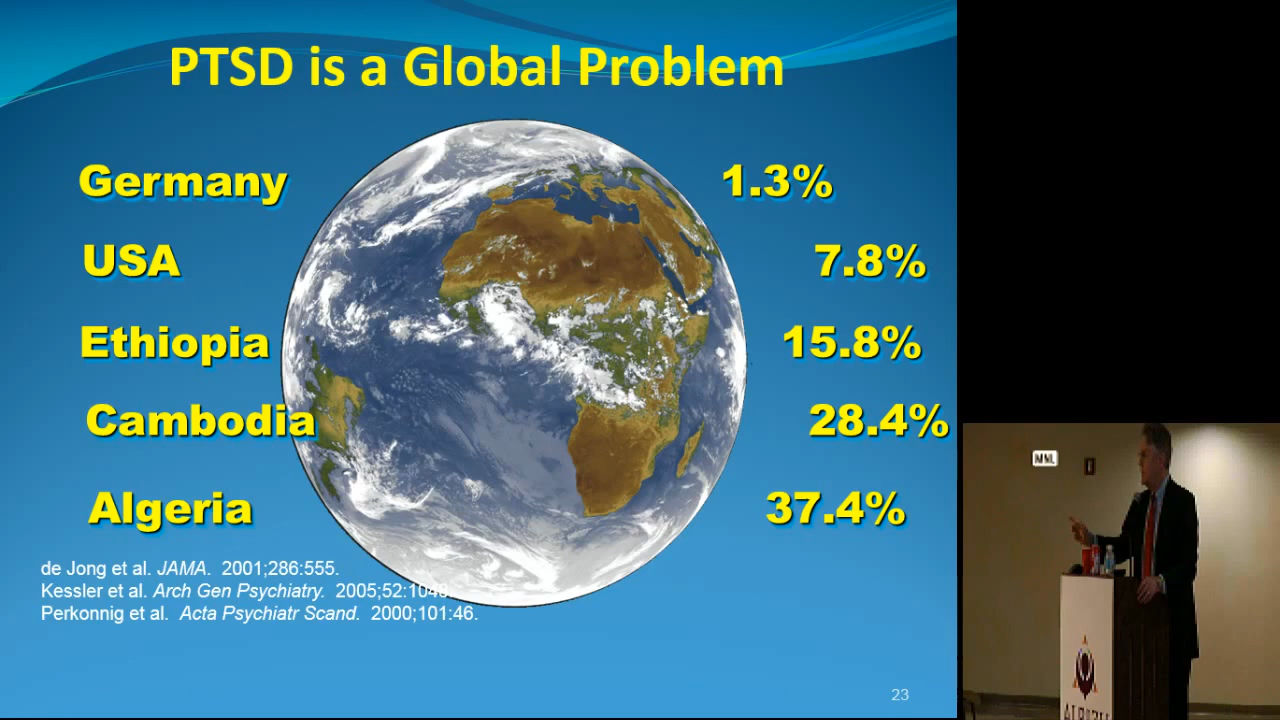 PTSD is a Global Problem
Germany 1.3%
USA 7.8%
Ethiopia 15.8%
Cambodia 28.4%
Algeria 37.4%
de Jong et al. JAMA. 2001;286:555.
Kessler et al. Arch Gen Psychiatry. 2005;52:1048.
Perkonnig et al. Acta Psychiatr Scand. 2000;101:46.
23